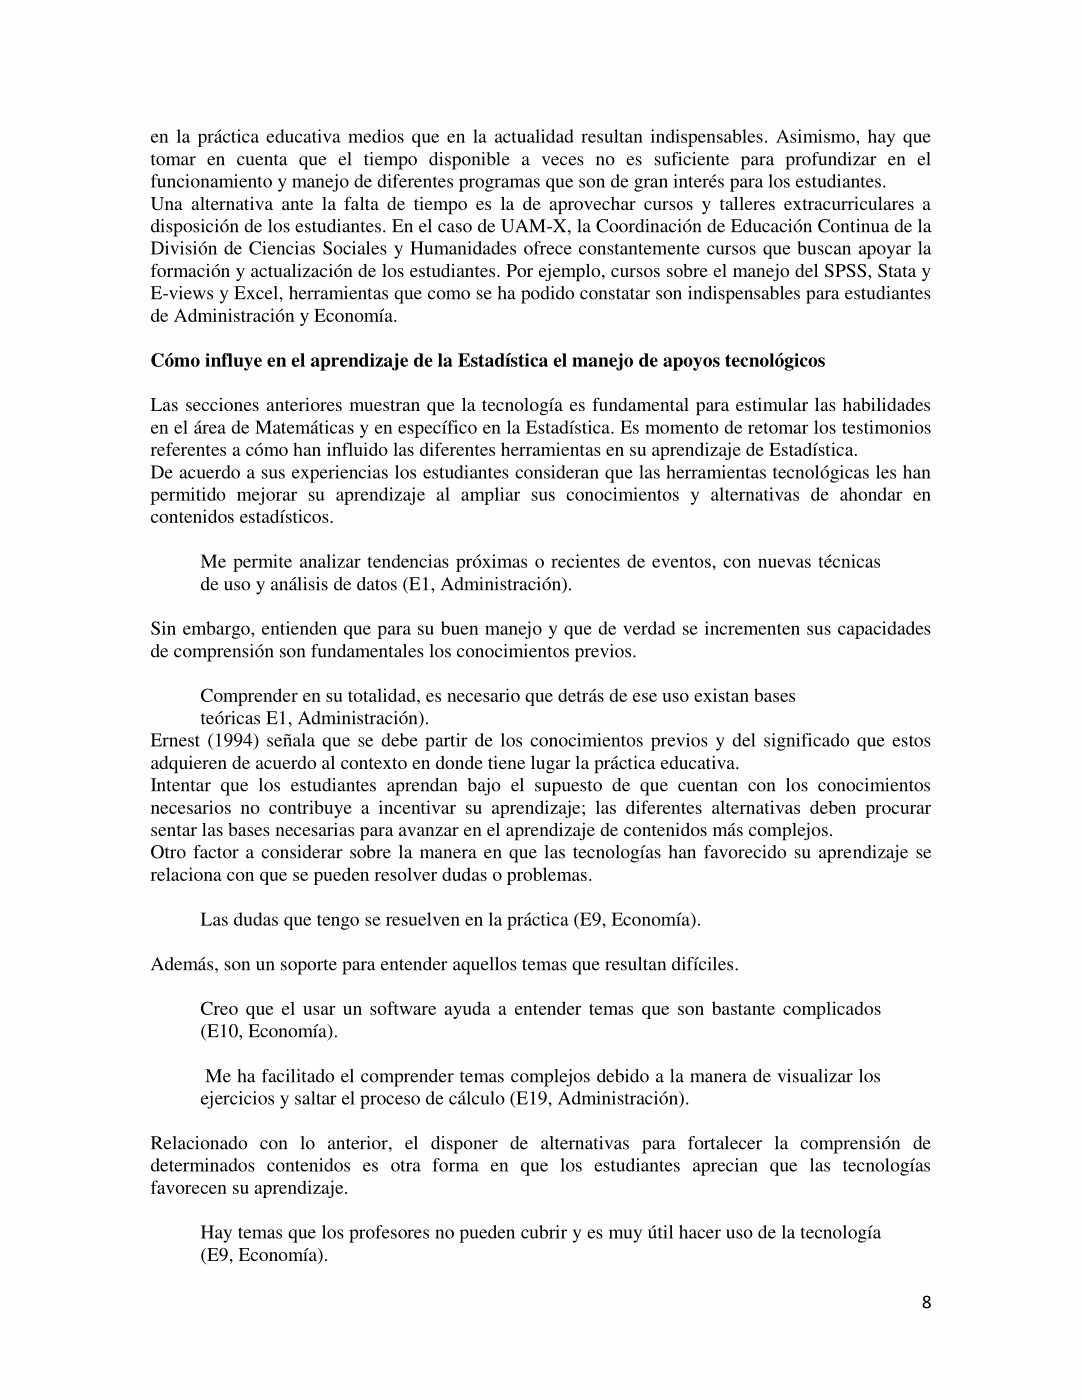 en la práctica educativa medios que en la actualidad resultan indispensables. Asimismo, hay que
tomar en cuenta que el tiempo disponible a veces no es suficiente para profundizar en el
funcionamiento y manejo de diferentes programas que son de gran interés para los estudiantes.
Una alternativa ante la falta de tiempo es la de aprovechar cursos y talleres extracurriculares a
disposición de los estudiantes. En el caso de UAM-X, la Coordinación de Educación Continua de la
División de Ciencias Sociales y Humanidades ofrece constantemente cursos que buscan apoyar la
formación y actualización de los estudiantes. Por ejemplo, cursos sobre el manejo del SPSS, Stata y
E-views y Excel, herramientas que como se ha podido constatar son indispensables para estudiantes
de Administración y Economía.
Cómo influye en el aprendizaje de la Estadística el manejo de apoyos tecnológicos
Las secciones anteriores muestran que la tecnología es fundamental para estimular las habilidades
en el área de Matemáticas y en específico en la Estadística. Es momento de retomar los testimonios
referentes a cómo han influido las diferentes herramientas en su aprendizaje de Estadística.
De acuerdo a sus experiencias los estudiantes consideran que las herramientas tecnológicas les han
permitido mejorar su aprendizaje al ampliar sus conocimientos y alternativas de ahondar en
contenidos estadísticos.
Me permite analizar tendencias próximas o recientes de eventos, con nuevas técnicas
de uso y análisis de datos (E1, Administración).
Sin embargo, entienden que para su buen manejo y que de verdad se incrementen sus capacidades
de comprensión son fundamentales los conocimientos previos.
Comprender en su totalidad, es necesario que detrás de ese uso existan bases
teóricas E1, Administración).
Ernest (1994) señala que se debe partir de los conocimientos previos y del significado que estos
adquieren de acuerdo al contexto en donde tiene lugar la práctica educativa.
Intentar que los estudiantes aprendan bajo el supuesto de que cuentan con los conocimientos
necesarios no contribuye a incentivar su aprendizaje; las diferentes alternativas deben procurar
sentar las bases necesarias para avanzar en el aprendizaje de contenidos más complejos.
Otro factor a considerar sobre la manera en que las tecnologías han favorecido su aprendizaje se
relaciona con que se pueden resolver dudas o problemas.
Las dudas que tengo se resuelven en la práctica (E9, Economía).
Además, son un soporte para entender aquellos temas que resultan difíciles.
Creo que el usar un software ayuda a entender temas que son bastante complicados
(E10, Economía).
Me ha facilitado el comprender temas complejos debido a la manera de visualizar los
ejercicios y saltar el proceso de cálculo (E19, Administración).
Relacionado con lo anterior, el disponer de alternativas para fortalecer la comprensión de
determinados contenidos es otra forma en que los estudiantes aprecian que las tecnologías
favorecen su aprendizaje.
Hay temas que los profesores no pueden cubrir y es muy útil hacer uso de la tecnología
(E9, Economía).
8